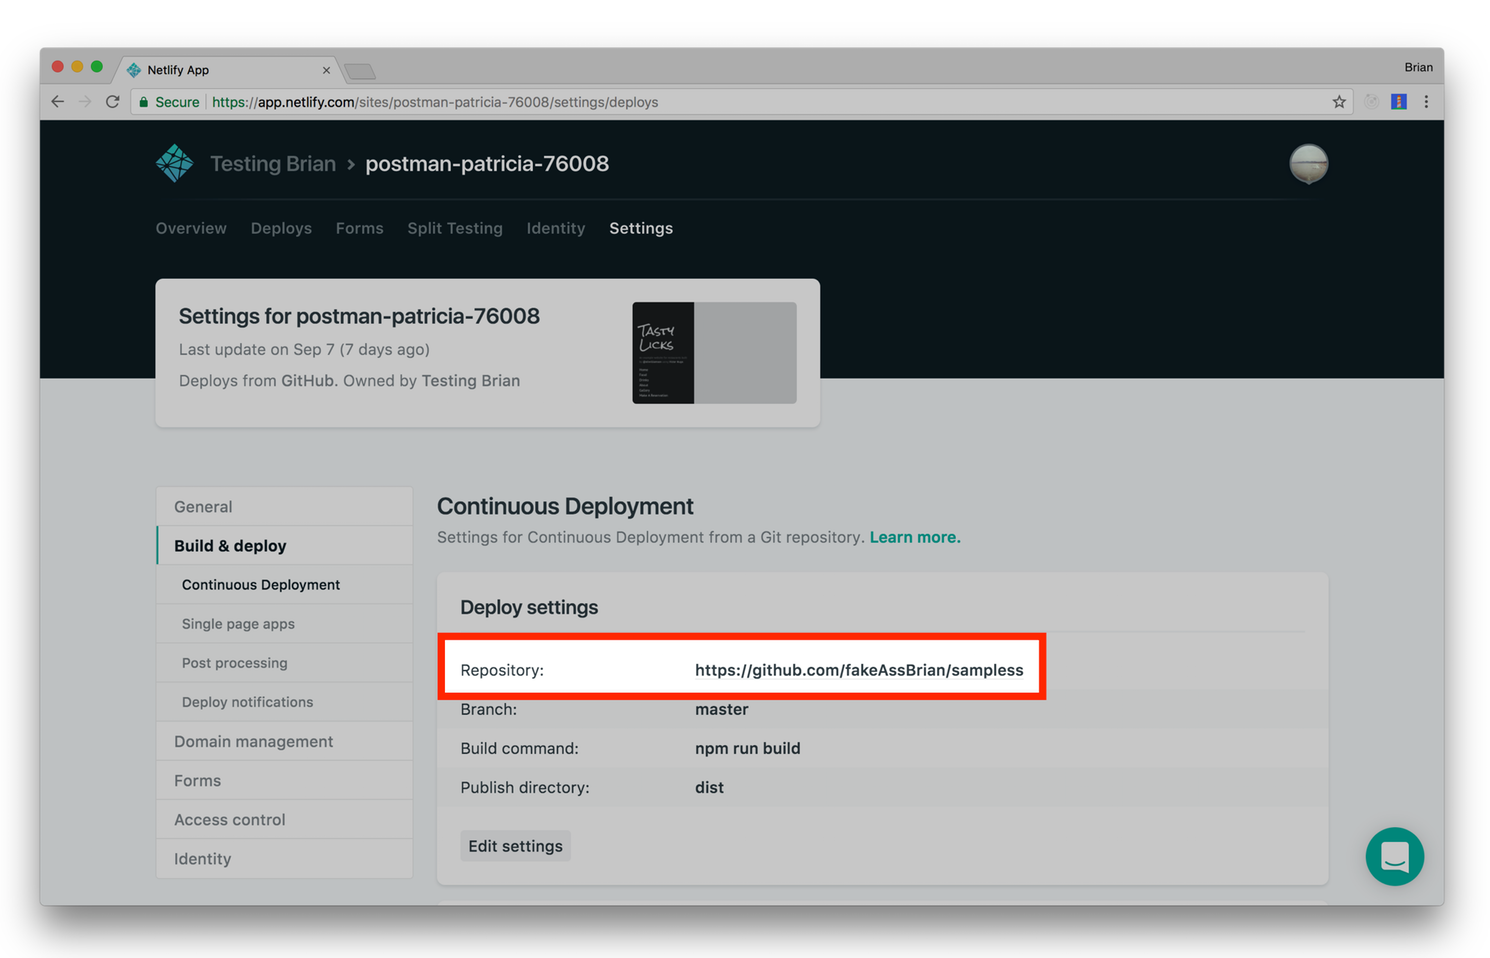 Netlify App
Brian
Secure
https://app.netlify.com/sites/postman-patricia-76008/settings/deploys
Testing Brian > postman-patricia-76008
Overview Deploys Forms Split Testing Identity Settings
Settings for postman-patricia-76008
Last update on Sep 7 (7 days ago)
Deploys from GitHub. Owned by Testing Brian
TASTY
LICKS
General
Build & deploy
Continuous Deployment
Single page apps
Post processing
Deploy notifications
Domain management
Forms
Access control
Identity
Continuous Deployment
Settings for Continuous Deployment from a Git repository. Learn more.
Deploy settings
Repository: https://github.com/fakeAssBrian/sampless
Branch: master
Build command: npm run build
Publish directory: dist
Edit settings